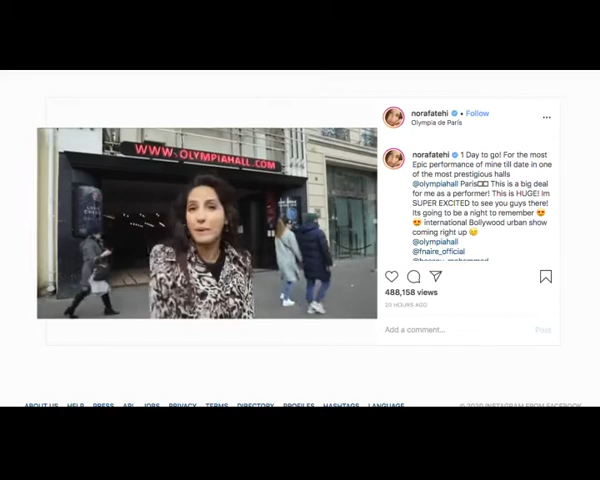 WWW.OLYMPIAHALL.COM
norafatehi • Follow
Olympia de París
norafatehi 1 Day to go! For the most
Epic performance of mine till date in one
of the most prestigious halls
@olympiahall Paris This is a big deal
for me as a performer! This is HUGE! Im
SUPER EXCITED to see you guys there!
Its going to be a night to remember 😍
😍 international Bollywood urban show
coming right up 😌
@olympiahall
@fnaire_official
488,158 views
20 HOURS AGO
Add a comment...
Post
ABOUT US HELP PRESS API JOBS PRIVACY TERMS DIRECTORY PROFILES HASHTAGS LANGUAGE
© 2020 INSTAGRAM FROM FACEBOOK